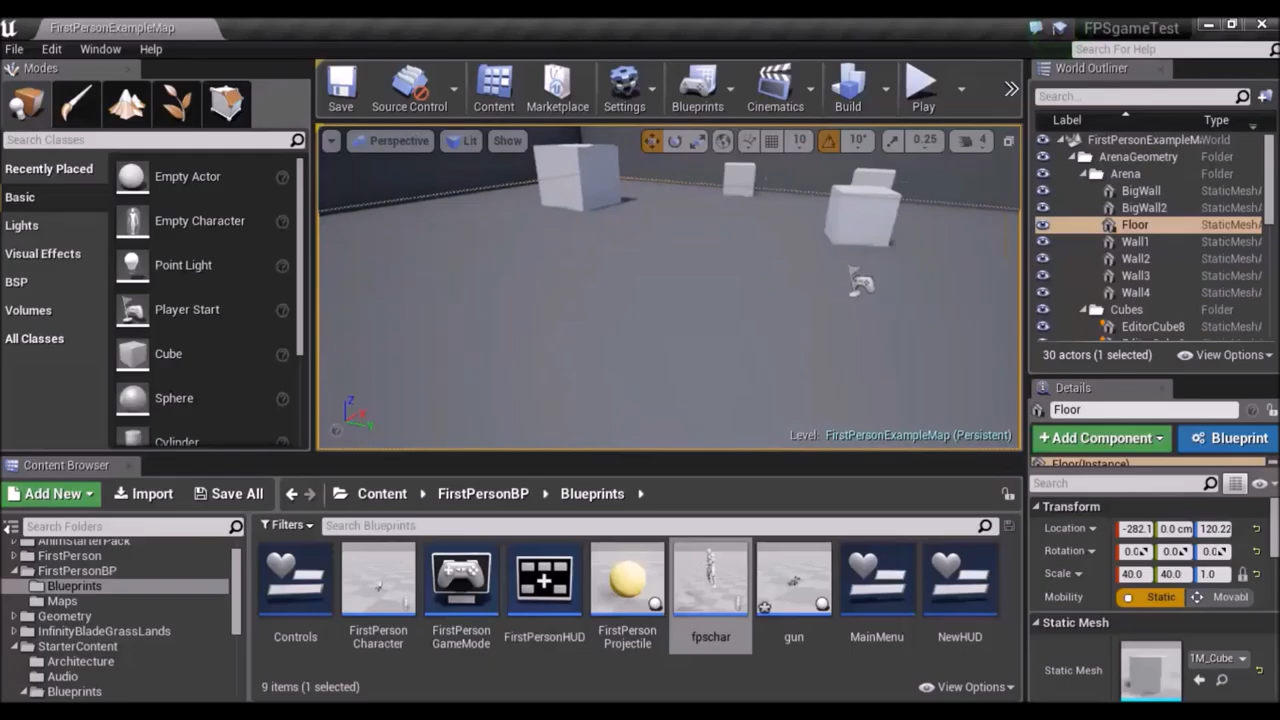 FirstPersonExampleMap
FPSgameTest
File Edit Window Help
Search For Help
Modes
Save
Source Control
Content
Marketplace
Settings
Blueprints
Cinematics
Build
Play
World Outliner
Search Classes
Search...
Perspective
Lit
Show
10
10°
0.25
4
Label
Type
Recently Placed
Basic
Lights
Visual Effects
BSP
Volumes
All Classes
Empty Actor
Empty Character
Point Light
Player Start
Cube
Sphere
Cylinder
FirstPersonExampleMa World
ArenaGeometry Folder
Arena Folder
BigWall StaticMesh
BigWall2 StaticMesh
Floor StaticMesh
Wall1 StaticMesh
Wall2 StaticMesh
Wall3 StaticMesh
Wall4 StaticMesh
Cubes Folder
EditorCube8 StaticMesh
30 actors (1 selected)
View Options
Z
Level: FirstPersonExampleMap (Persistent)
Details
Floor
+Add Component
Blueprint
Floor(Instance)
Search
Transform
Location -282.1 0.0 cm 120.22
Rotation 0.0 0.0 0.0
Scale 40.0 40.0 1.0
Mobility Static Movabl
Static Mesh
Static Mesh 1M_Cube
Content Browser
Add New
Import
Save All
Content
FirstPersonBP
Blueprints
Search Folders
Filters
Search Blueprints
AnimStarterPack
FirstPerson
FirstPersonBP
Blueprints
Maps
Geometry
InfinityBladeGrassLands
StarterContent
Architecture
Audio
Blueprints
Controls
FirstPerson
Character
FirstPerson
GameMode
FirstPersonHUD
FirstPerson
Projectile
fpschar
gun
MainMenu
NewHUD
9 items (1 selected)
View Options